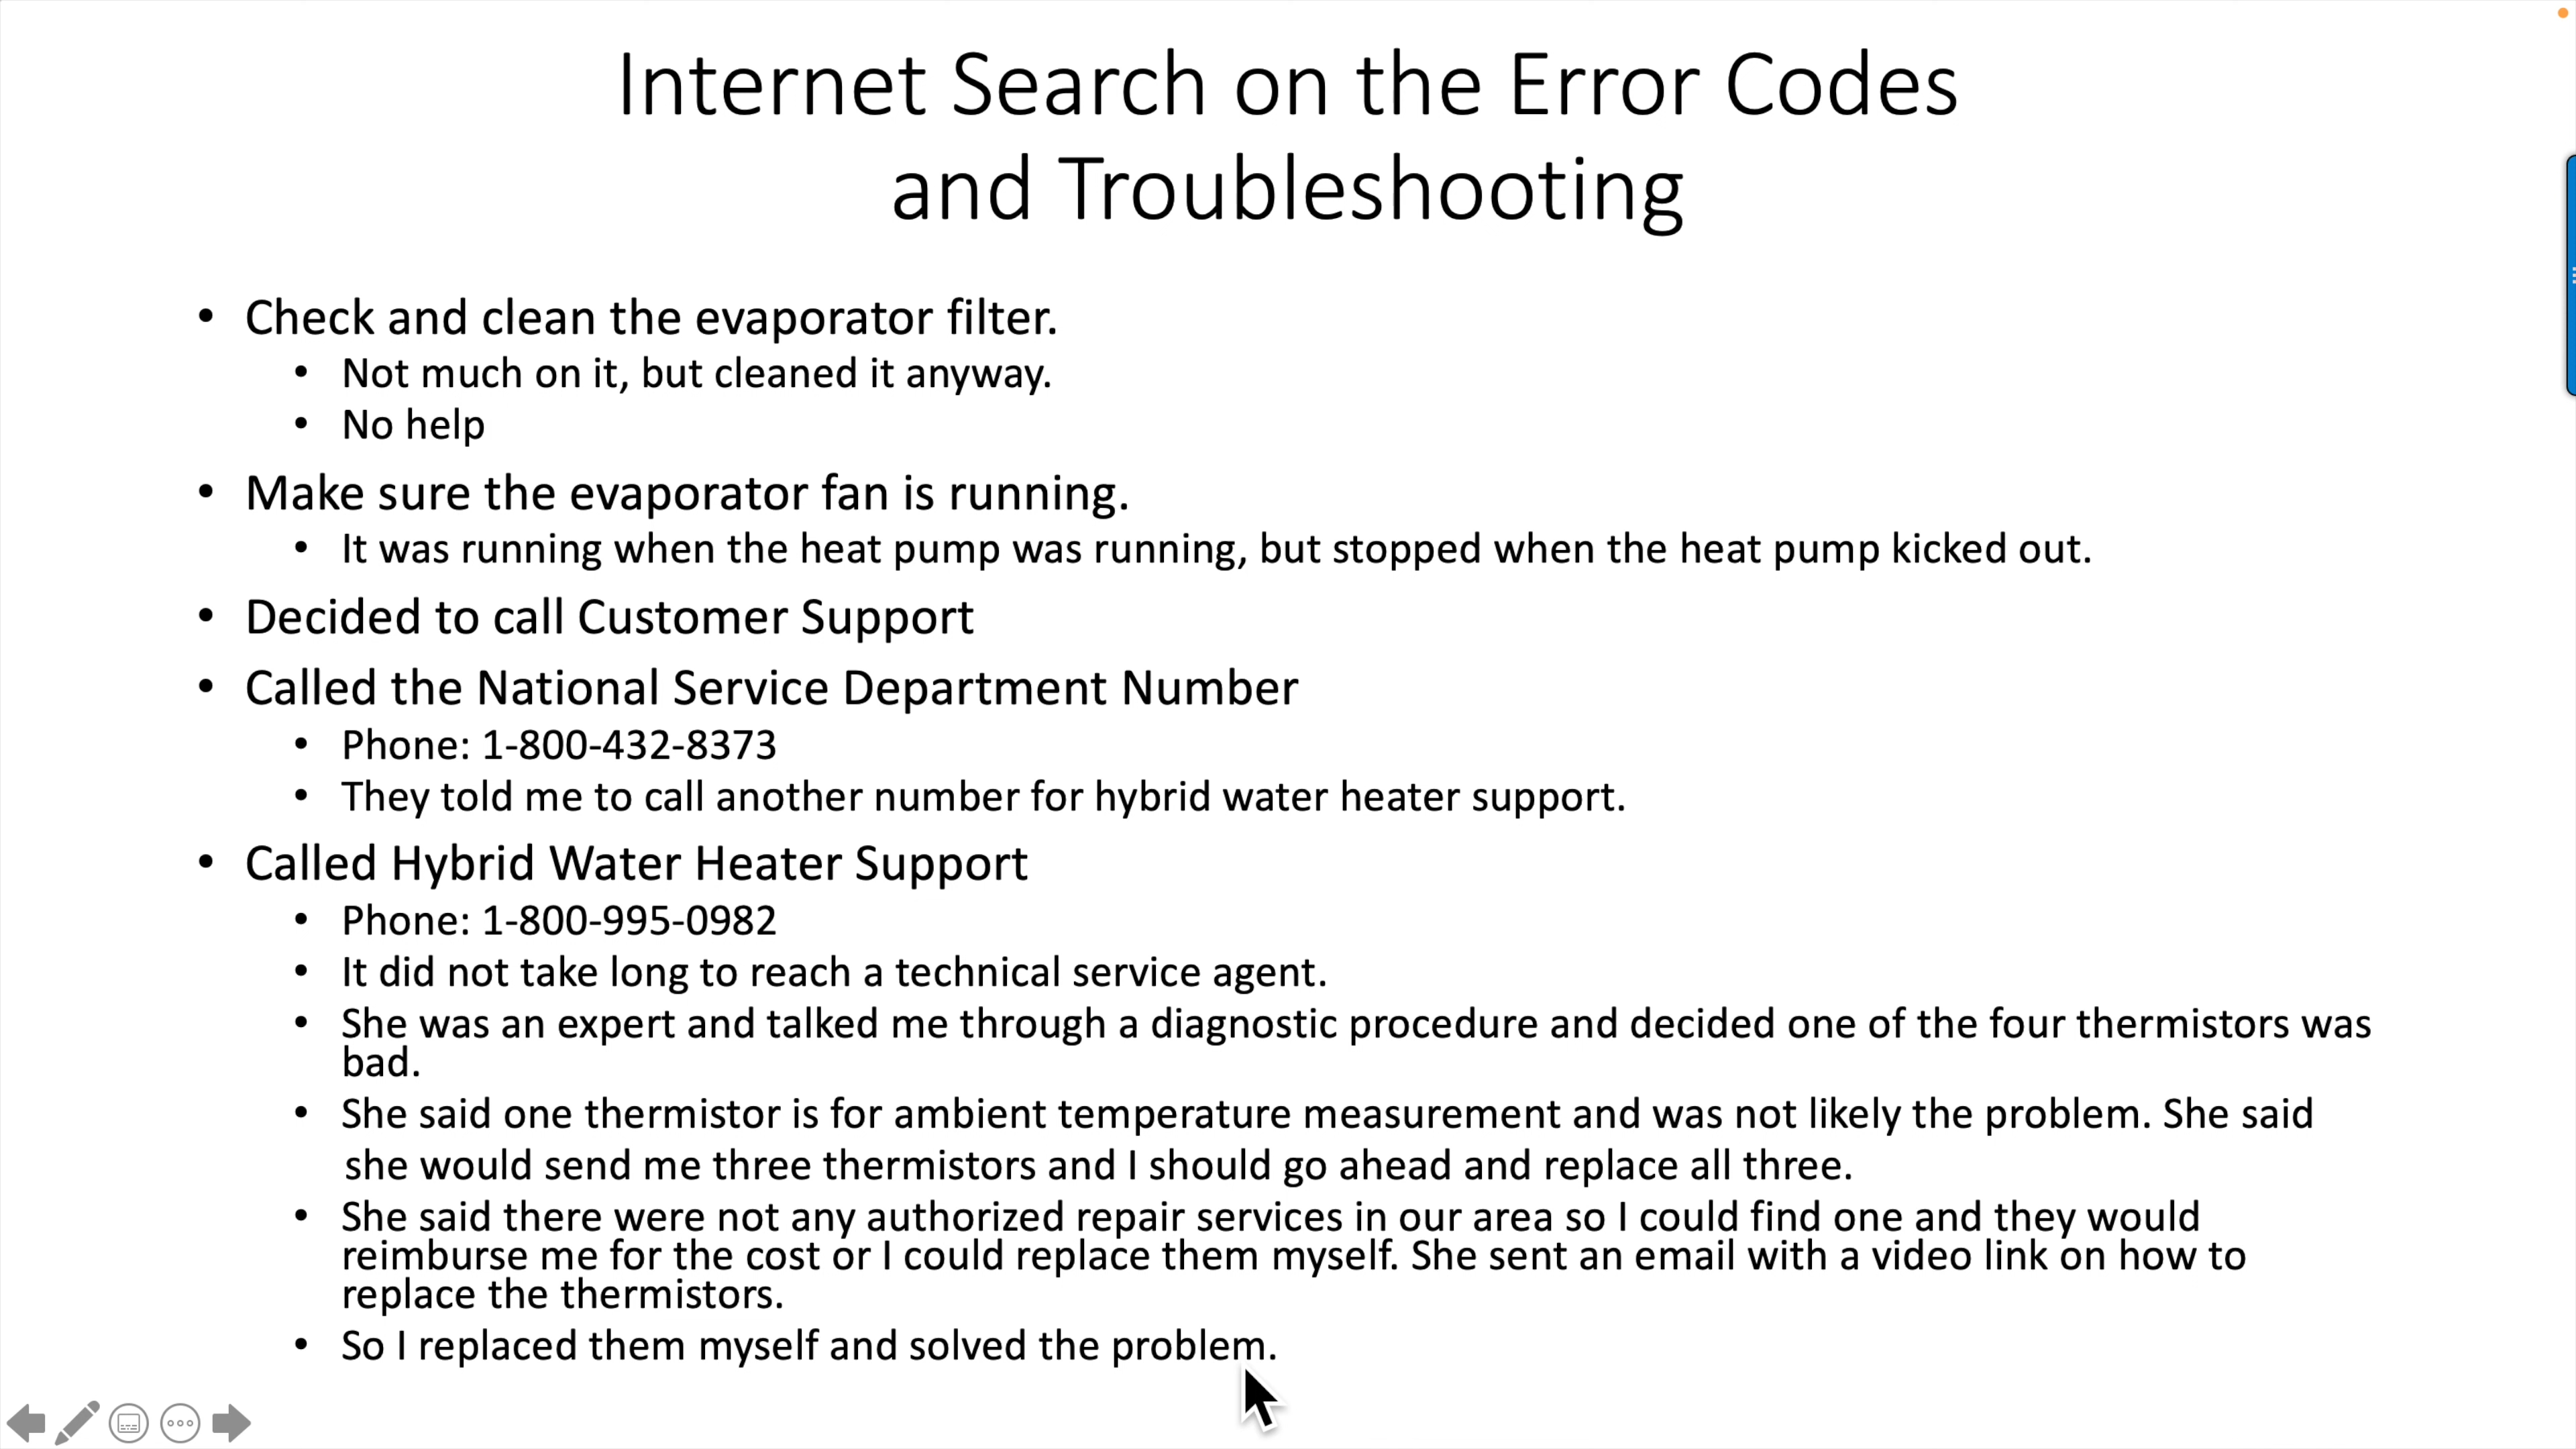 Internet Search on the Error Codes
and Troubleshooting
• Check and clean the evaporator filter.
• Not much on it, but cleaned it anyway.
• No help
• Make sure the evaporator fan is running.
• It was running when the heat pump was running, but stopped when the heat pump kicked out.
• Decided to call Customer Support
• Called the National Service Department Number
• Phone: 1-800-432-8373
• They told me to call another number for hybrid water heater support.
• Called Hybrid Water Heater Support
• Phone: 1-800-995-0982
• It did not take long to reach a technical service agent.
• She was an expert and talked me through a diagnostic procedure and decided one of the four thermistors was
bad.
• She said one thermistor is for ambient temperature measurement and was not likely the problem. She said
she would send me three thermistors and I should go ahead and replace all three.
• She said there were not any authorized repair services in our area so I could find one and they would
reimburse me for the cost or I could replace them myself. She sent an email with a video link on how to
replace the thermistors.
• So I replaced them myself and solved the problem.